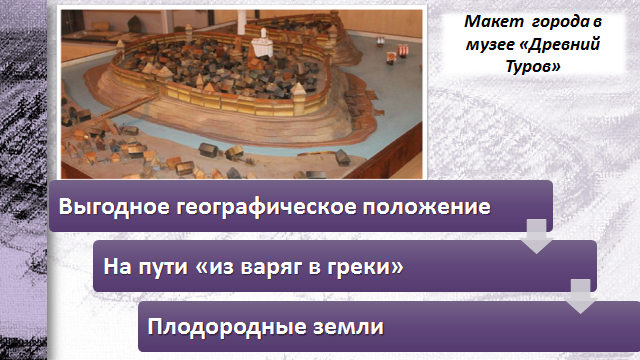 Макет города в
музее «Древний
Туров»
Выгодное географическое положение
На пути «из варяг в греки»
Плодородные земли